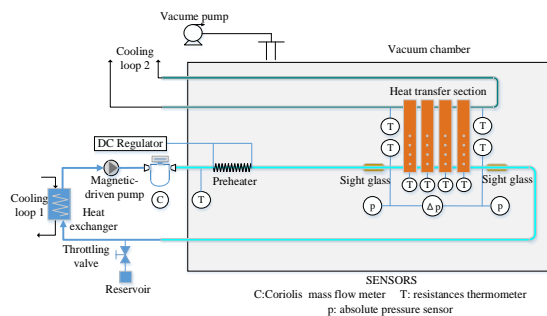 Vacume pump
Cooling
loop 2
Vacuum chamber
Heat transfer section
T
T
T
T
DC Regulator
Magnetic-
driven pump
C
T
Preheater
Sight glass
T
T
T
T
Sight glass
p
Δp
p
Cooling
loop 1
Heat
exchanger
Throttling
valve
Reservoir
SENSORS
C:Coriolis mass flow meter T: resistances thermometer
p: absolute pressure sensor